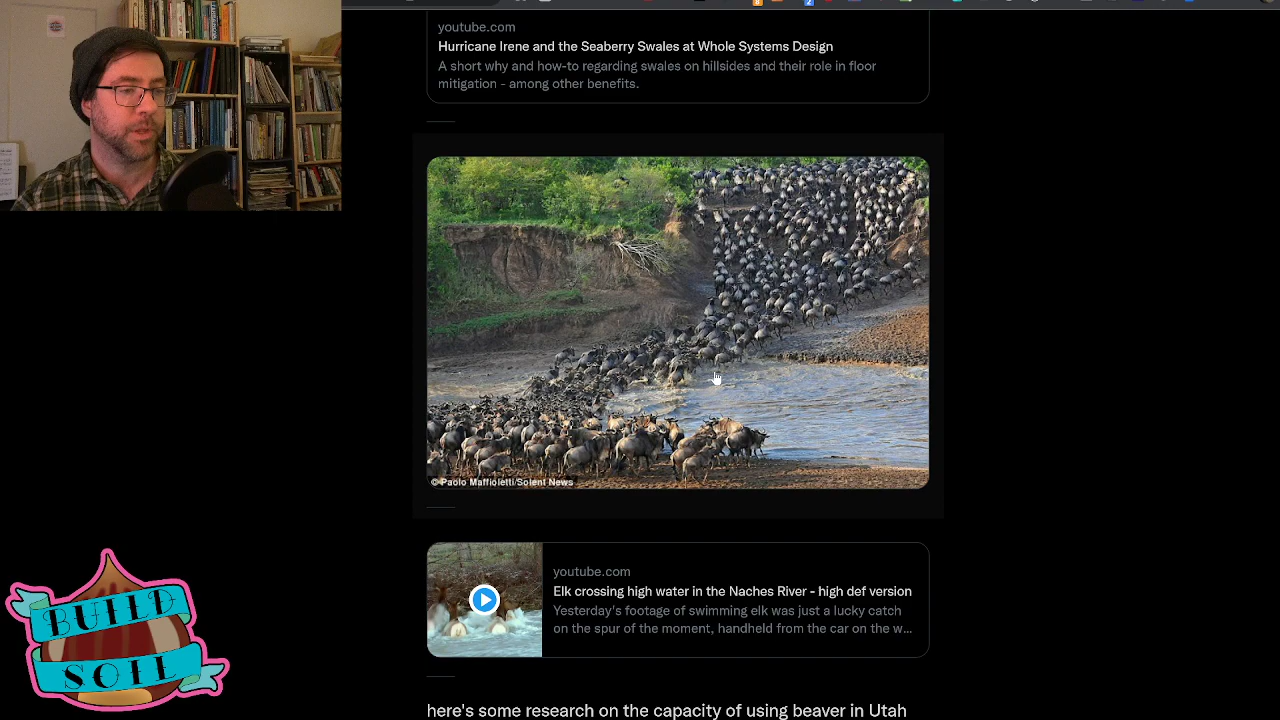 youtube.com
Hurricane Irene and the Seaberry Swales at Whole Systems Design
A short why and how-to regarding swales on hillsides and their role in floor
mitigation - among other benefits.
© Paolo Maffioletti/Solent News
youtube.com
Elk crossing high water in the Naches River - high def version
Yesterday's footage of swimming elk was just a lucky catch
on the spur of the moment, handheld from the car on the w...
here's some research on the capacity of using beaver in Utah
BUILD
SOIL